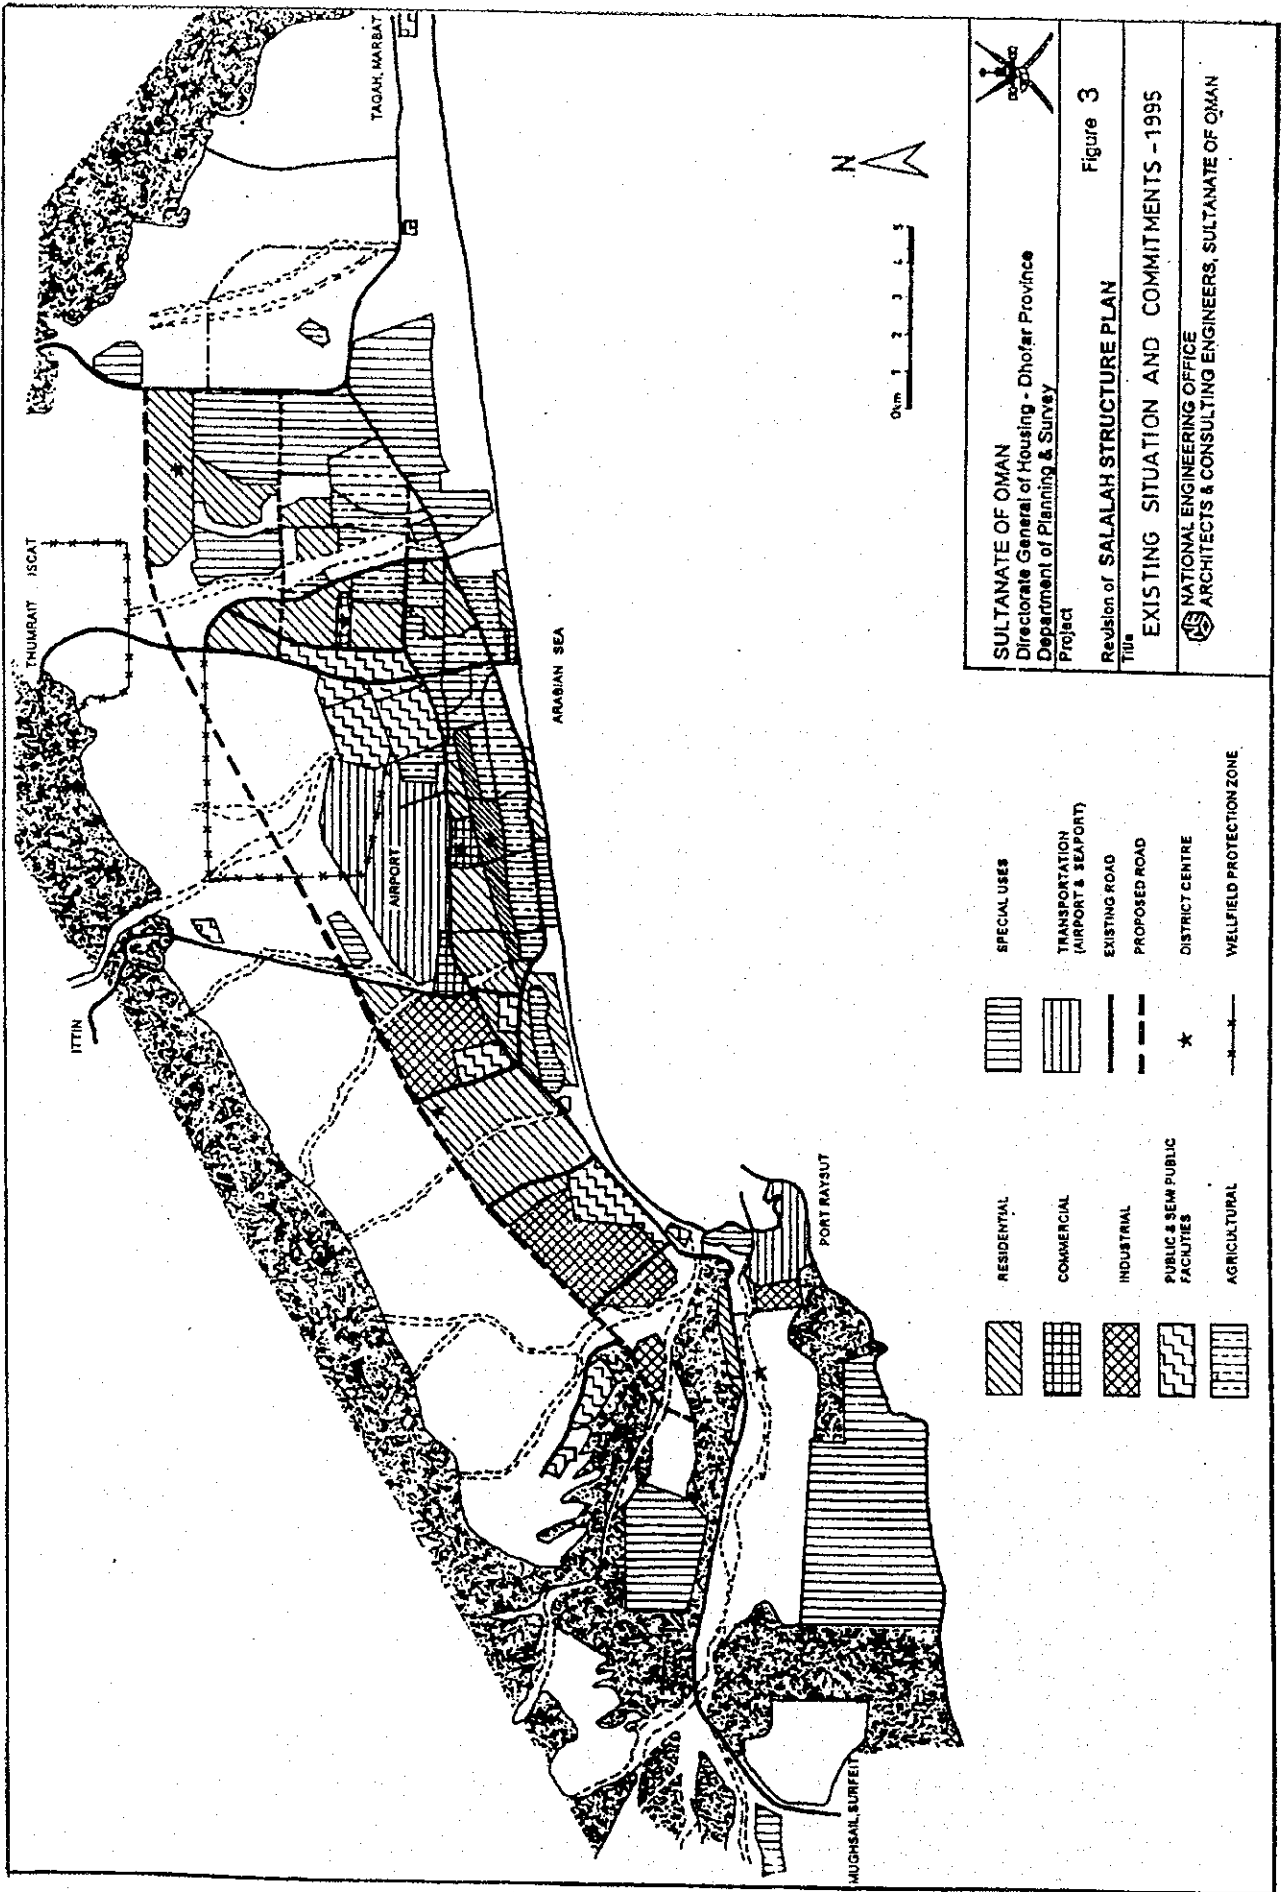 THUMRAIT
ISCAT
ITTIN
TAQAH, MARBAT
AIRPORT
ARABIAN SEA
PORT RAYSUT
MUGHSAIL, SURFEIT
N
0km 1 2 3 4 5
RESIDENTIAL
COMMERCIAL
INDUSTRIAL
PUBLIC & SEMI PUBLIC
FACILITIES
AGRICULTURAL
SPECIAL USES
TRANSPORTATION
(AIRPORT & SEAPORT)
EXISTING ROAD
PROPOSED ROAD
DISTRICT CENTRE
WELLFIELD PROTECTION ZONE
SULTANATE OF OMAN
Directorate General of Housing - Dhofar Province
Department of Planning & Survey
Project
Figure 3
Revision of SALALAH STRUCTURE PLAN
Title
EXISTING SITUATION AND COMMITMENTS - 1995
NATIONAL ENGINEERING OFFICE
ARCHITECTS & CONSULTING ENGINEERS, SULTANATE OF OMAN